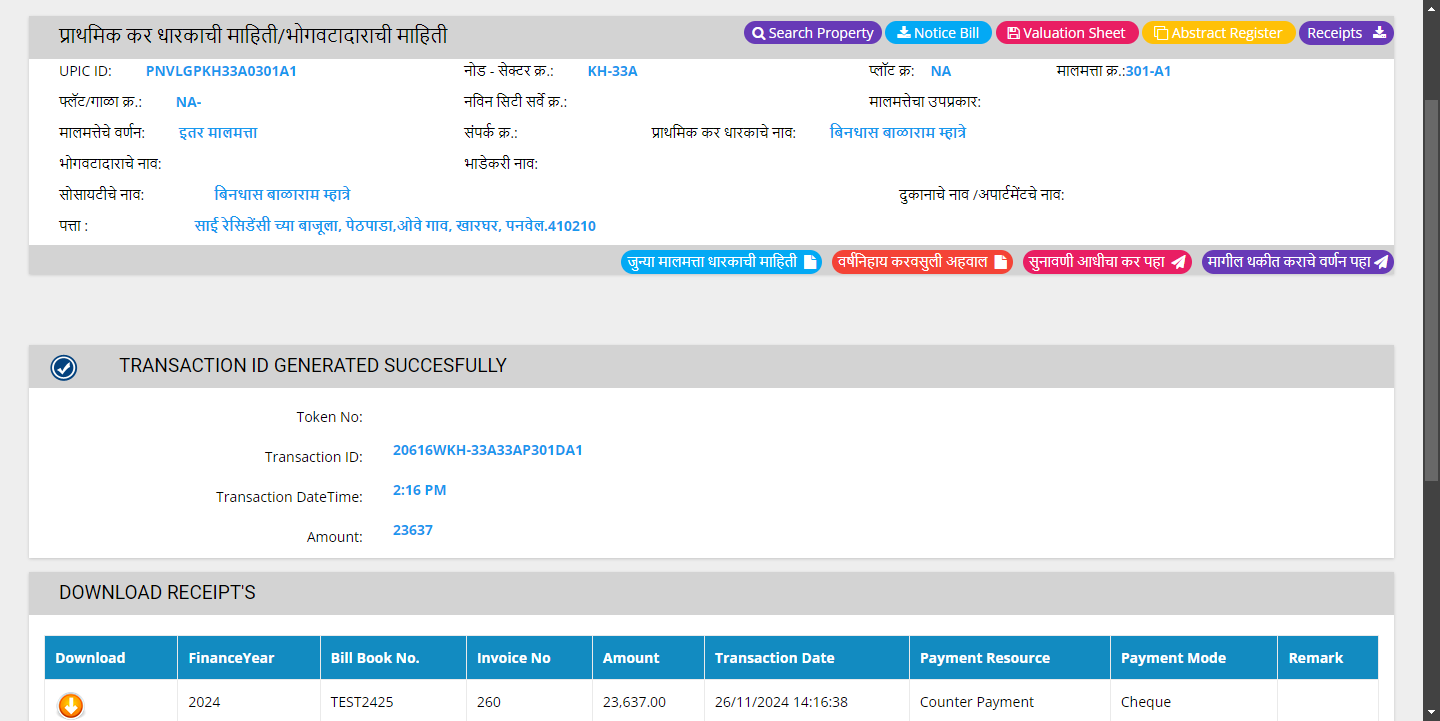 प्राथमिक कर धारकाची माहिती/भोगवटादाराची माहिती Search Property Notice Bill Valuation Sheet Abstract Register Receipts
UPIC ID: PNVLGPKH33A0301A1 नोड - सेक्टर क्र.: KH-33A प्लॉट क्र: NA मालमत्ता क्र.:301-A1
फ्लॅट/गाळा क्र.: NA- नविन सिटी सर्वे क्र.: मालमत्तेचा उपप्रकार:
मालमत्तेचे वर्णन: इतर मालमत्ता संपर्क क्र.: प्राथमिक कर धारकाचे नाव: बिनधास बाळाराम म्हात्रे
भोगवटादाराचे नाव: भाडेकरी नाव:
सोसायटीचे नाव: बिनधास बाळाराम म्हात्रे दुकानाचे नाव /अपार्टमेंटचे नाव:
पत्ता : साई रेसिडेंसी च्या बाजूला, पेठपाडा,ओवे गाव, खारघर, पनवेल.410210
जुन्या मालमत्ता धारकाची माहिती वर्षनिहाय करवसुली अहवाल सुनावणी आधीचा कर पहा मागील थकीत कराचे वर्णन पहा
TRANSACTION ID GENERATED SUCCESFULLY
Token No:
Transaction ID: 20616WKH-33A33AP301DA1
Transaction DateTime: 2:16 PM
Amount: 23637
DOWNLOAD RECEIPT'S
Download FinanceYear Bill Book No. Invoice No Amount Transaction Date Payment Resource Payment Mode Remark
2024 TEST2425 260 23,637.00 26/11/2024 14:16:38 Counter Payment Cheque